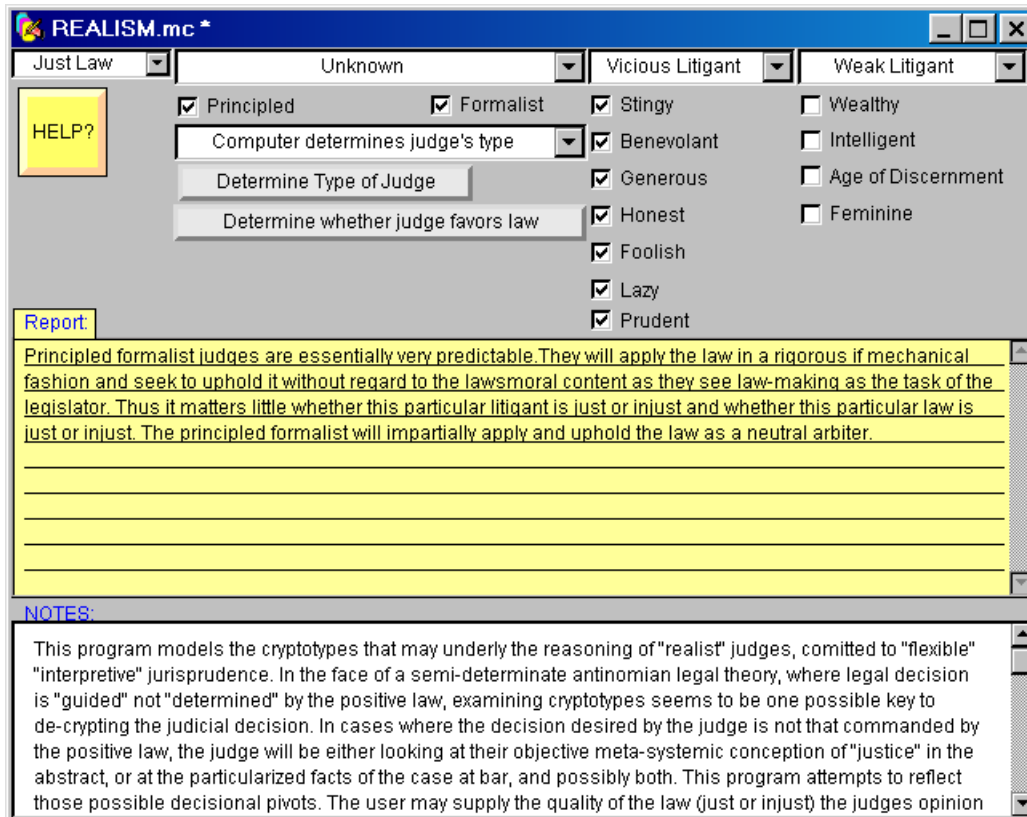 REALISM.mc *
Just Law
Unknown
Vicious Litigant
Weak Litigant
HELP?
Principled
Formalist
Computer determines judge's type
Determine Type of Judge
Determine whether judge favors law
Stingy
Benevolant
Generous
Honest
Foolish
Lazy
Prudent
Wealthy
Intelligent
Age of Discernment
Feminine
Report:
Principled formalist judges are essentially very predictable.They will apply the law in a rigorous if mechanical
fashion and seek to uphold it without regard to the lawsmoral content as they see law-making as the task of the
legislator. Thus it matters little whether this particular litigant is just or injust and whether this particular law is
just or injust. The principled formalist will impartially apply and uphold the law as a neutral arbiter.
NOTES:
This program models the cryptotypes that may underly the reasoning of "realist" judges, comitted to "flexible"
"interpretive" jurisprudence. In the face of a semi-determinate antinomian legal theory, where legal decision
is "guided" not "determined" by the positive law, examining cryptotypes seems to be one possible key to
de-crypting the judicial decision. In cases where the decision desired by the judge is not that commanded by
the positive law, the judge will be either looking at their objective meta-systemic conception of "justice" in the
abstract, or at the particularized facts of the case at bar, and possibly both. This program attempts to reflect
those possible decisional pivots. The user may supply the quality of the law (just or injust) the judges opinion